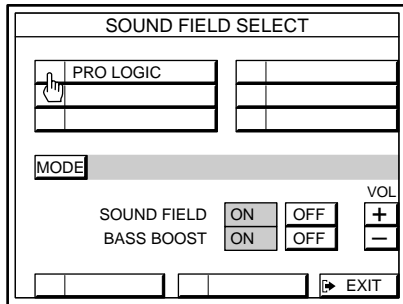 SOUND FIELD SELECT
PRO LOGIC
MODE
VOL
SOUND FIELD ON OFF +
BASS BOOST ON OFF −
EXIT